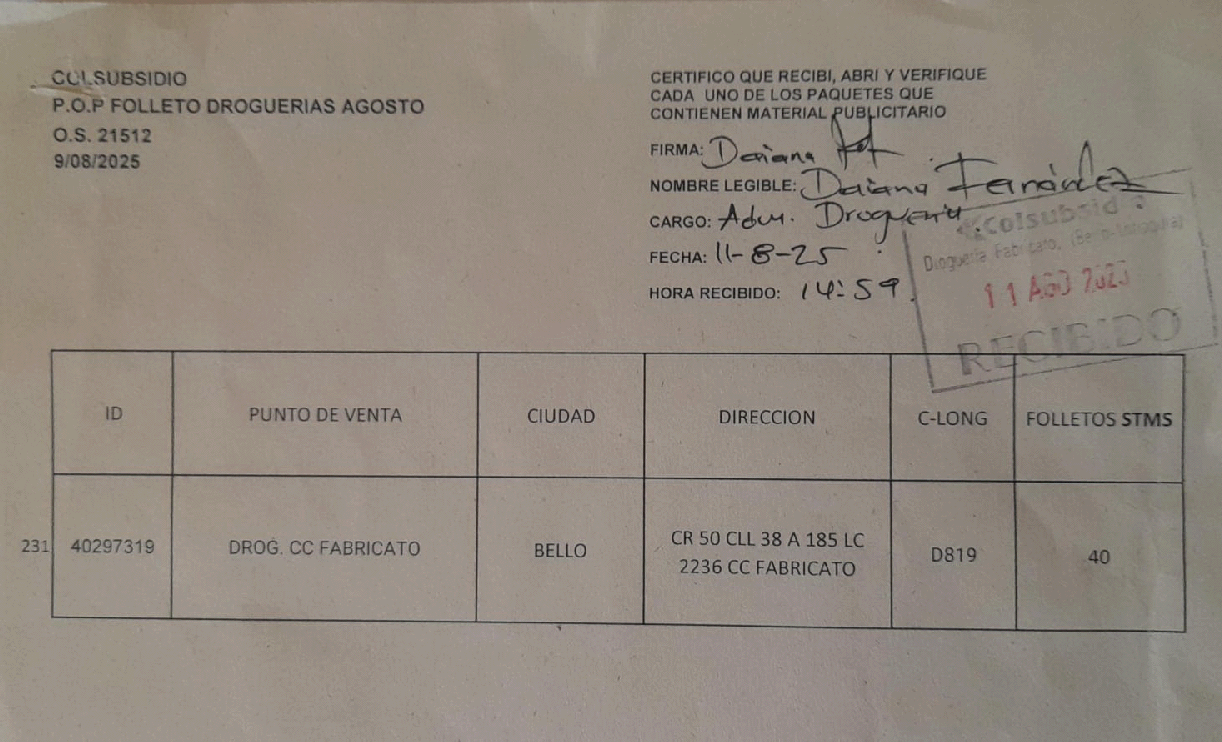 COLSUBSIDIO
P.O.P FOLLETO DROGUERIAS AGOSTO
O.S. 21512
9/08/2025
CERTIFICO QUE RECIBI, ABRI Y VERIFIQUE
CADA UNO DE LOS PAQUETES QUE
CONTIENEN MATERIAL PUBLICITARIO
FIRMA: Daiana
NOMBRE LEGIBLE: Daiana Fernández
CARGO: Adm. Droguería
FECHA: 11-8-25
HORA RECIBIDO: 14:59
colsubsidio
Droguería Fabricato, (Bello-Antioquia)
11 AGO 2025
RECIBIDO
ID PUNTO DE VENTA CIUDAD DIRECCION C-LONG FOLLETOS STMS
231 40297319 DROG. CC FABRICATO BELLO CR 50 CLL 38 A 185 LC D819 40
2236 CC FABRICATO